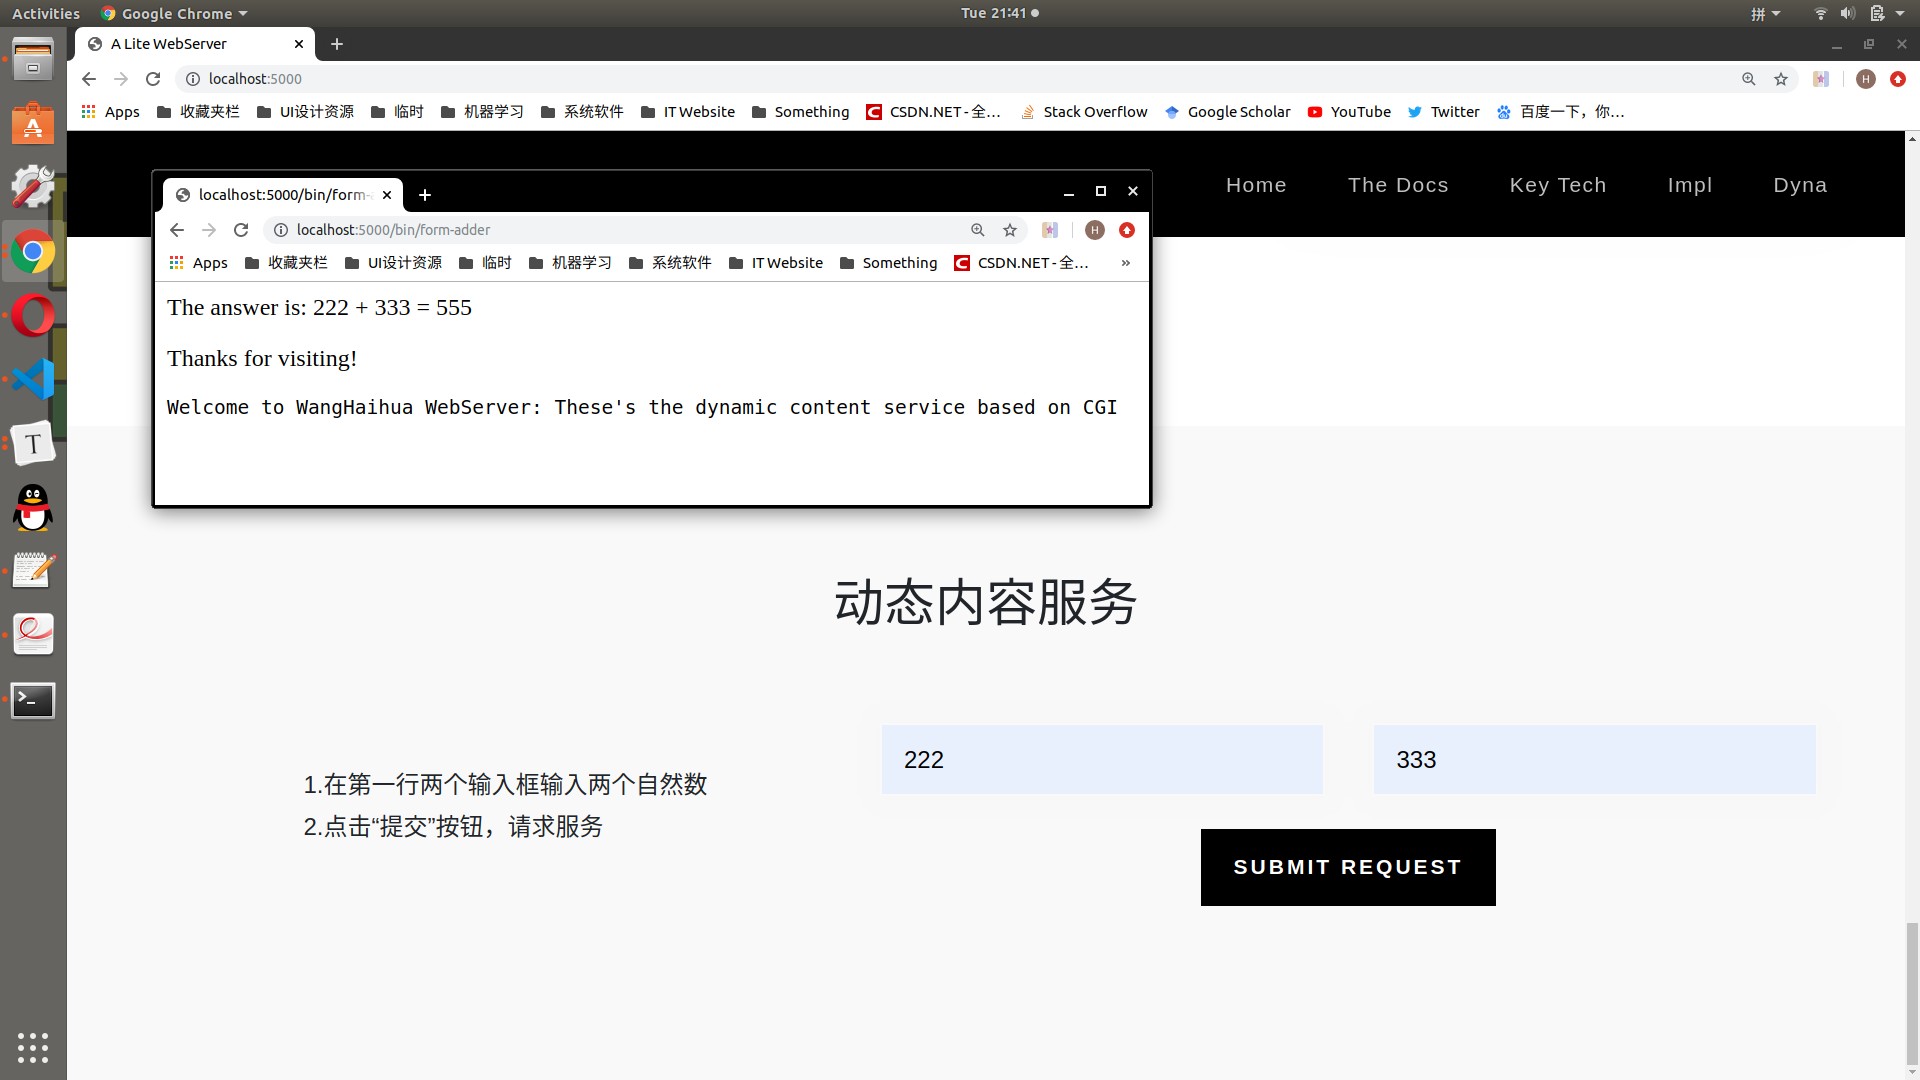 Activities Google Chrome Tue 21:41 拼
A Lite WebServer
localhost:5000
Apps 收藏夹栏 UI设计资源 临时 机器学习 系统软件 IT Website Something CSDN.NET - 全... Stack Overflow Google Scholar YouTube Twitter 百度一下，你...
Home The Docs Key Tech Impl Dyna
localhost:5000/bin/form-
localhost:5000/bin/form-adder
Apps 收藏夹栏 UI设计资源 临时 机器学习 系统软件 IT Website Something CSDN.NET - 全... »
The answer is: 222 + 333 = 555
Thanks for visiting!
Welcome to WangHaihua WebServer: These's the dynamic content service based on CGI
动态内容服务
1.在第一行两个输入框输入两个自然数
2.点击“提交”按钮，请求服务
222 333
SUBMIT REQUEST